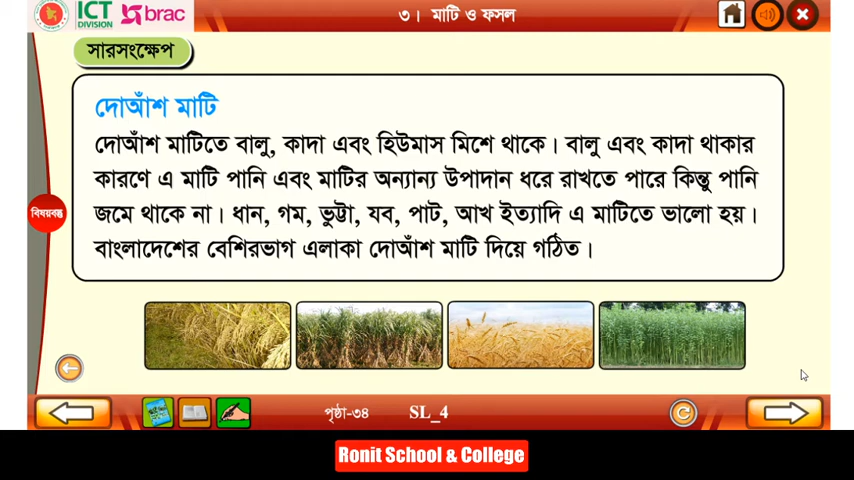 ICT
DIVISION
brac
৩। মাটি ও ফসল
সারসংক্ষেপ
দোআঁশ মাটি
দোআঁশ মাটিতে বালু, কাদা এবং হিউমাস মিশে থাকে। বালু এবং কাদা থাকার
কারণে এ মাটি পানি এবং মাটির অন্যান্য উপাদান ধরে রাখতে পারে কিন্তু পানি
জমে থাকে না। ধান, গম, ভুট্টা, যব, পাট, আখ ইত্যাদি এ মাটিতে ভালো হয়।
বাংলাদেশের বেশিরভাগ এলাকা দোআঁশ মাটি দিয়ে গঠিত।
বিষয়বস্তু
পৃষ্ঠা-৩৪
SL_4
Ronit School & College